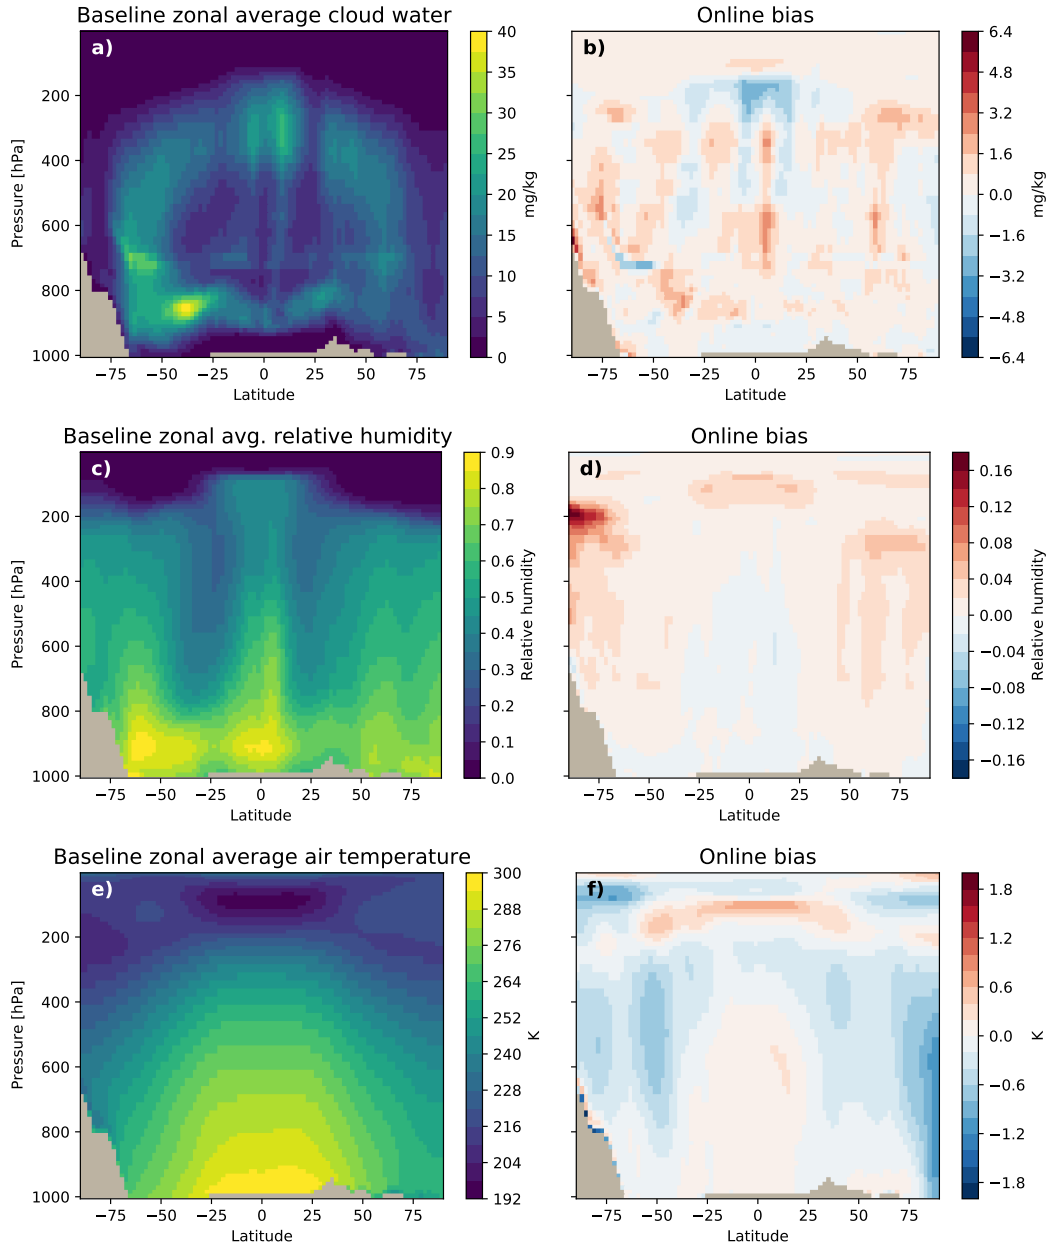 Baseline zonal average cloud water
a)
200
400
600
800
1000
Pressure [hPa]
−75 −50 −25 0 25 50 75
Latitude
40
35
30
25
20
15
10
5
0
mg/kg
Online bias
b)
−75 −50 −25 0 25 50 75
Latitude
6.4
4.8
3.2
1.6
0.0
−1.6
−3.2
−4.8
−6.4
mg/kg
Baseline zonal avg. relative humidity
c)
200
400
600
800
1000
Pressure [hPa]
−75 −50 −25 0 25 50 75
Latitude
0.9
0.8
0.7
0.6
0.5
0.4
0.3
0.2
0.1
0.0
Relative humidity
Online bias
d)
−75 −50 −25 0 25 50 75
Latitude
0.16
0.12
0.08
0.04
0.00
−0.04
−0.08
−0.12
−0.16
Relative humidity
Baseline zonal average air temperature
e)
200
400
600
800
1000
Pressure [hPa]
−75 −50 −25 0 25 50 75
Latitude
300
288
276
264
252
240
228
216
204
192
K
Online bias
f)
−75 −50 −25 0 25 50 75
Latitude
1.8
1.2
0.6
0.0
−0.6
−1.2
−1.8
K